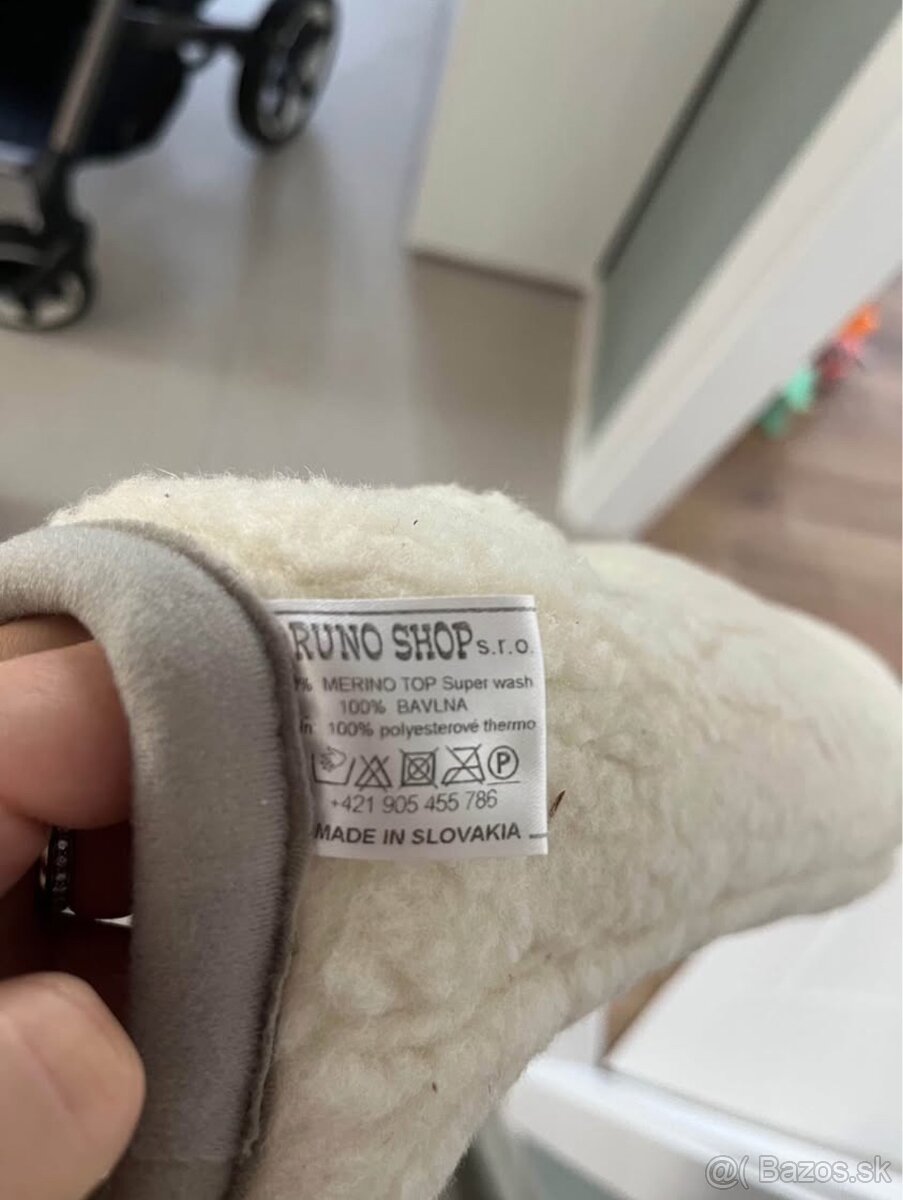 RUNO SHOP s.r.o.
% MERINO TOP Super wash
100% BAVLNA
100% polyesterové thermo
P
+421 905 455 786
MADE IN SLOVAKIA
@( Bazos.sk